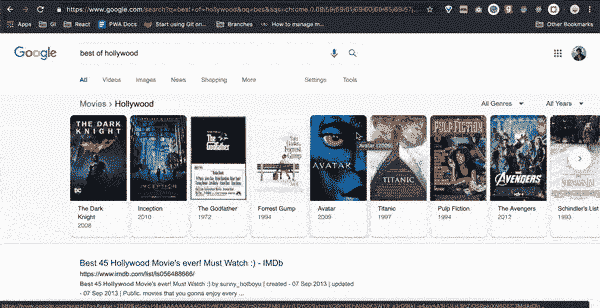 https://www.google.com/search?q=best+of+hollywood&oq=bes&aqs=chrome.
Apps GI React PWA Docs Start using Git on... Branches How to manage m... Other Bookmarks
Google best of hollywood
All Videos Images News Shopping More Settings Tools
Movies › Hollywood All Genres All Years
THE DARK KNIGHT INCEPTION The Godfather Forrest Gump AVATAR TITANIC PULP FICTION AVENGERS
Avatar (2009)
The Dark Knight Inception The Godfather Forrest Gump Avatar Titanic Pulp Fiction The Avengers Schindler's List
2008 2010 1972 1994 2009 1997 1994 2012 1993
Best 45 Hollywood Movie's ever! Must Watch :) - IMDb
https://www.imdb.com/list/ls056488666/
Best 45 Hollywood Movie's ever! Must Watch :) by sunny_hotboyu | created - 07 Sep 2013 | updated
- 07 Sep 2013 | Public. movies that you gonna enjoy every ...